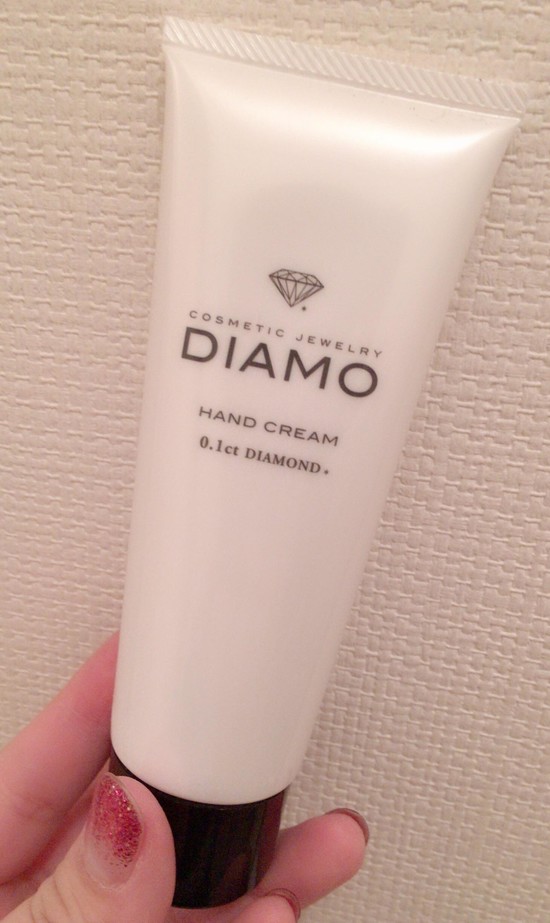 COSMETIC JEWELRY
DIAMO
HAND CREAM
0.1ct DIAMOND*